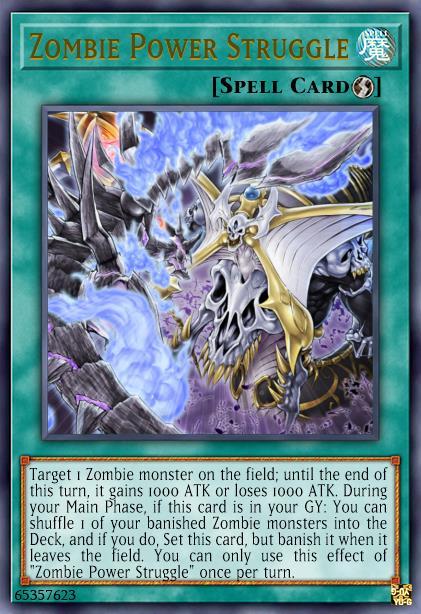 Zombie Power Struggle
SPELL
魔
[Spell Card]
Target 1 Zombie monster on the field; until the end of
this turn, it gains 1000 ATK or loses 1000 ATK. During
your Main Phase, if this card is in your GY: You can
shuffle 1 of your banished Zombie monsters into the
Deck, and if you do, Set this card, but banish it when it
leaves the field. You can only use this effect of
"Zombie Power Struggle" once per turn.
65357623